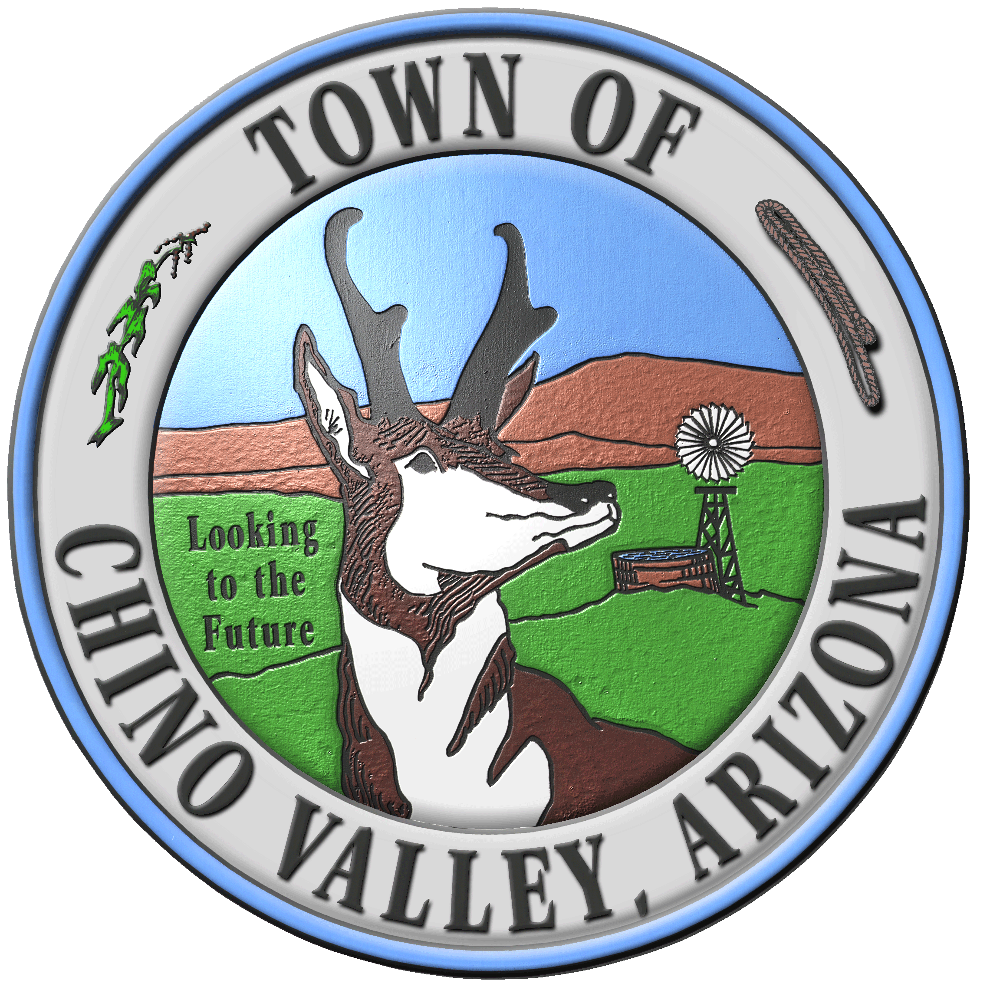 TOWN OF
Looking
to the
Future
CHINO VALLEY, ARIZONA